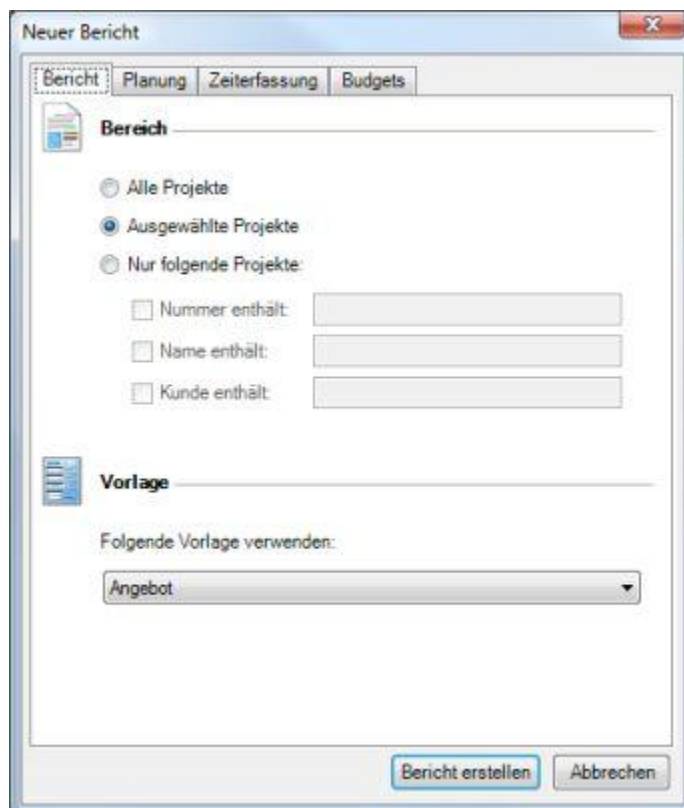 Neuer Bericht
Bericht Planung Zeiterfassung Budgets
Bereich
Alle Projekte
Ausgewählte Projekte
Nur folgende Projekte:
Nummer enthält:
Name enthält:
Kunde enthält:
Vorlage
Folgende Vorlage verwenden:
Angebot
Bericht erstellen Abbrechen